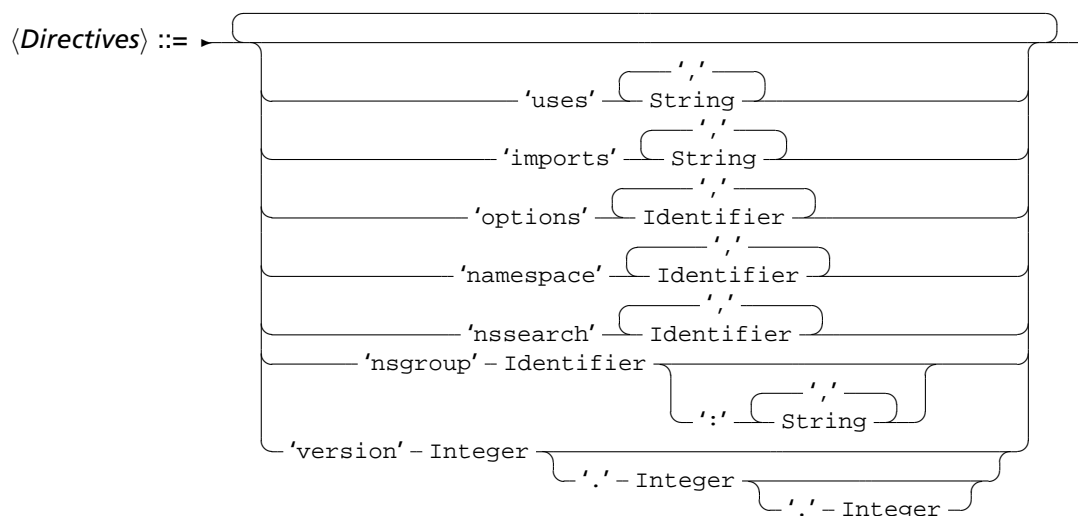 ⟨Directives⟩ ::=
','
'uses' String
','
'imports' String
','
'options' Identifier
','
'namespace' Identifier
','
'nssearch' Identifier
'nsgroup' Identifier
','
':' String
'version' Integer
'.' Integer
'.' Integer